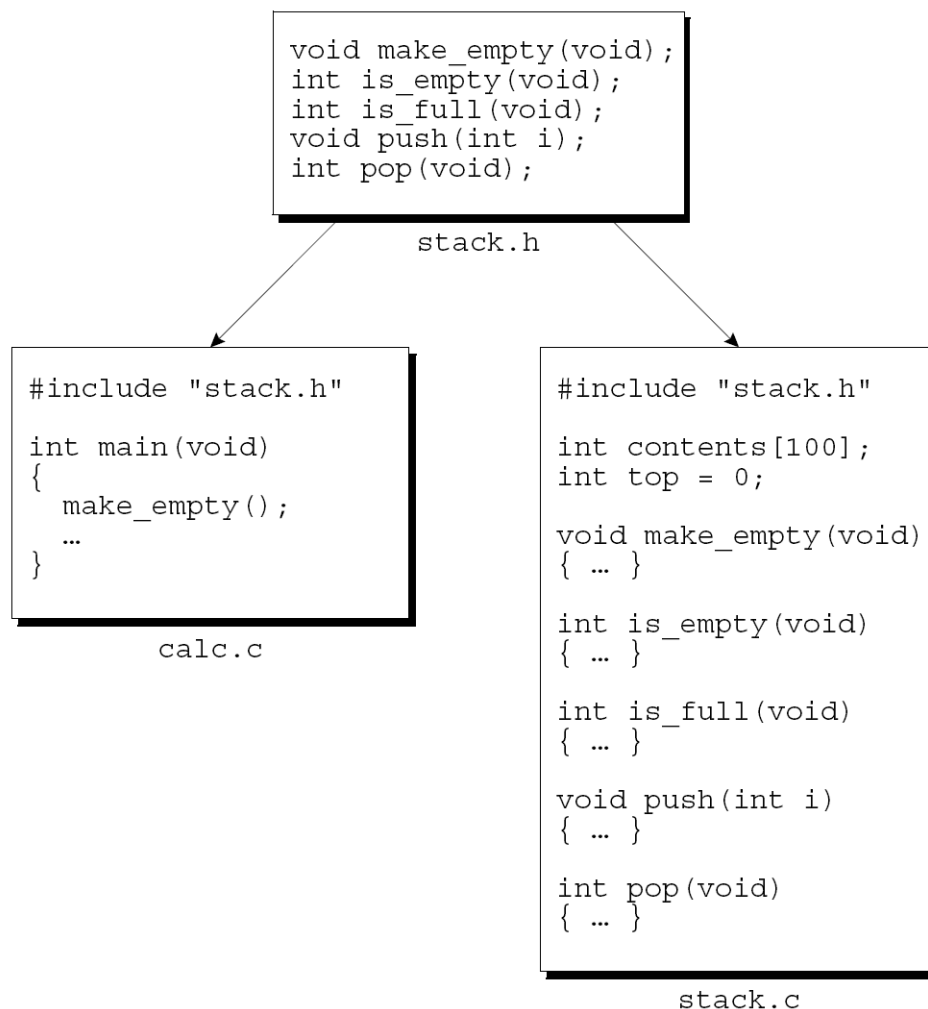 void make_empty(void);
int is_empty(void);
int is_full(void);
void push(int i);
int pop(void);
stack.h
#include "stack.h"
int main(void)
{
  make_empty();
  …
}
calc.c
#include "stack.h"
int contents[100];
int top = 0;
void make_empty(void)
{ … }
int is_empty(void)
{ … }
int is_full(void)
{ … }
void push(int i)
{ … }
int pop(void)
{ … }
stack.c